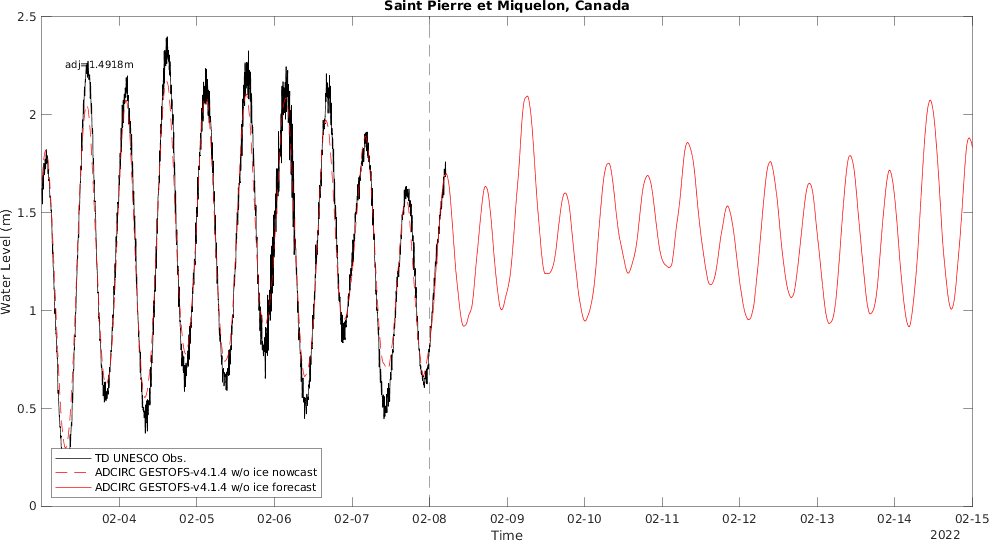 Saint Pierre et Miquelon, Canada
2.5
adj=1.4918m
2
1.5
Water Level (m)
1
0.5
TD UNESCO Obs.
ADCIRC GESTOFS-v4.1.4 w/o ice nowcast
ADCIRC GESTOFS-v4.1.4 w/o ice forecast
0
02-04 02-05 02-06 02-07 02-08 02-09 02-10 02-11 02-12 02-13 02-14 02-15
Time
2022